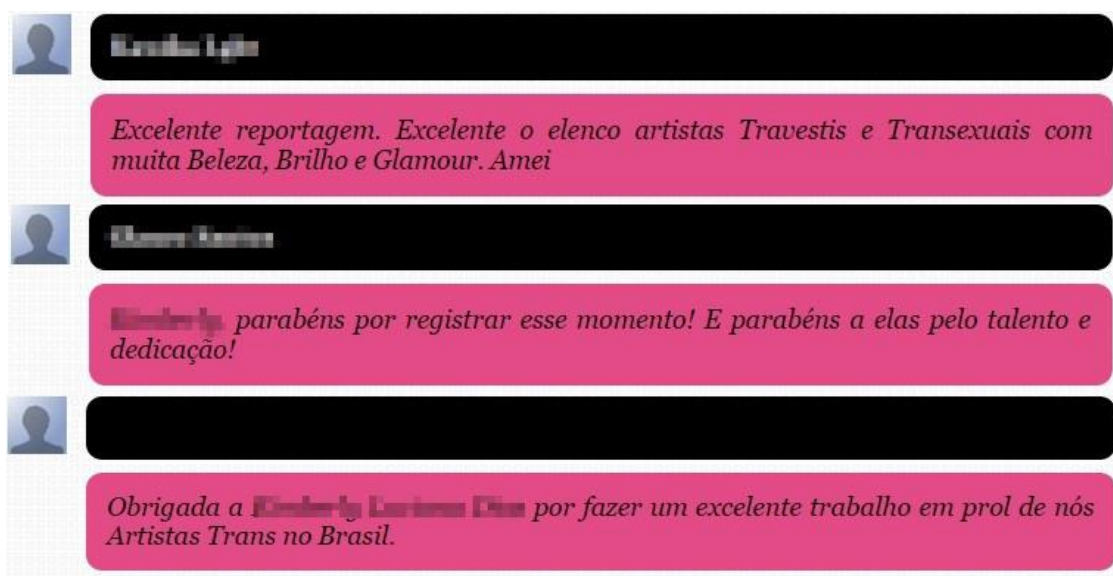 Excelente reportagem. Excelente o elenco artistas Travestis e Transexuais com
muita Beleza, Brilho e Glamour. Amei
parabéns por registrar esse momento! E parabéns a elas pelo talento e
dedicação!
Obrigada a por fazer um excelente trabalho em prol de nós
Artistas Trans no Brasil.